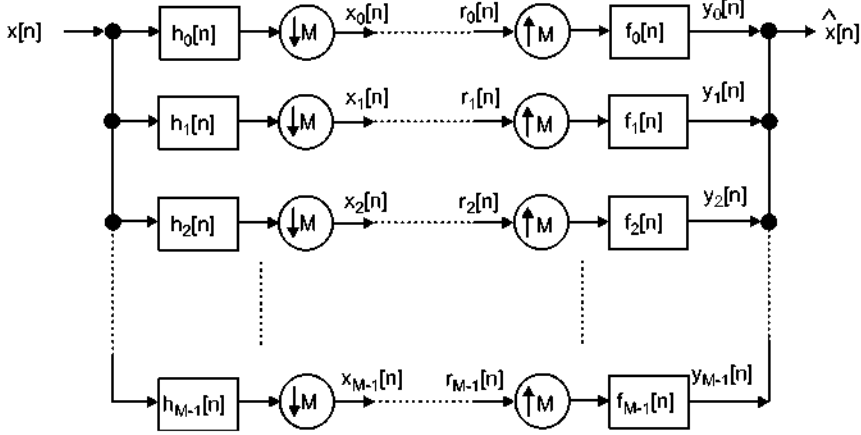 x[n] h0[n] ↓M x0[n] r0[n] ↑M f0[n] y0[n] x̂[n]
h1[n] ↓M x1[n] r1[n] ↑M f1[n] y1[n]
h2[n] ↓M x2[n] r2[n] ↑M f2[n] y2[n]
hM-1[n] ↓M xM-1[n] rM-1[n] ↑M fM-1[n] yM-1[n]